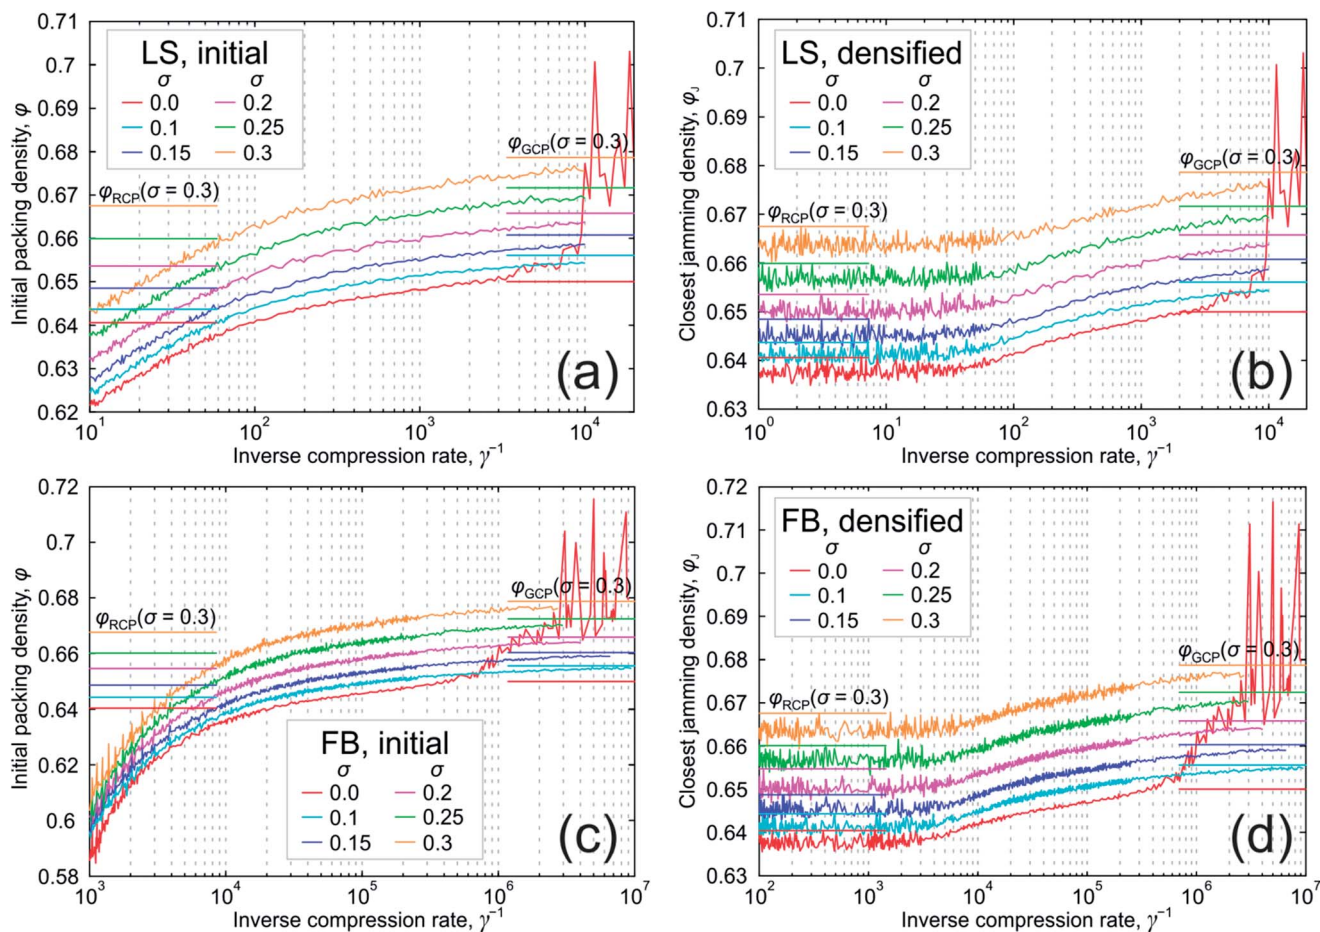 0.71
0.7
0.69
0.68
0.67
0.66
0.65
0.64
0.63
0.62
Initial packing density, φ
LS, initial
σ σ
0.0 0.2
0.1 0.25
0.15 0.3
φRCP(σ = 0.3)
φGCP(σ = 0.3)
(a)
10¹ 10² 10³ 10⁴
Inverse compression rate, γ⁻¹
0.71
0.7
0.69
0.68
0.67
0.66
0.65
0.64
0.63
Closest jamming density, φJ
LS, densified
σ σ
0.0 0.2
0.1 0.25
0.15 0.3
φRCP(σ = 0.3)
φGCP(σ = 0.3)
(b)
10⁰ 10¹ 10² 10³ 10⁴
Inverse compression rate, γ⁻¹
0.72
0.7
0.68
0.66
0.64
0.62
0.6
0.58
Initial packing density, φ
φRCP(σ = 0.3)
φGCP(σ = 0.3)
FB, initial
σ σ
0.0 0.2
0.1 0.25
0.15 0.3
(c)
10³ 10⁴ 10⁵ 10⁶ 10⁷
Inverse compression rate, γ⁻¹
0.72
0.71
0.7
0.69
0.68
0.67
0.66
0.65
0.64
0.63
Closest jamming density, φJ
FB, densified
σ σ
0.0 0.2
0.1 0.25
0.15 0.3
φRCP(σ = 0.3)
φGCP(σ = 0.3)
(d)
10² 10³ 10⁴ 10⁵ 10⁶ 10⁷
Inverse compression rate, γ⁻¹